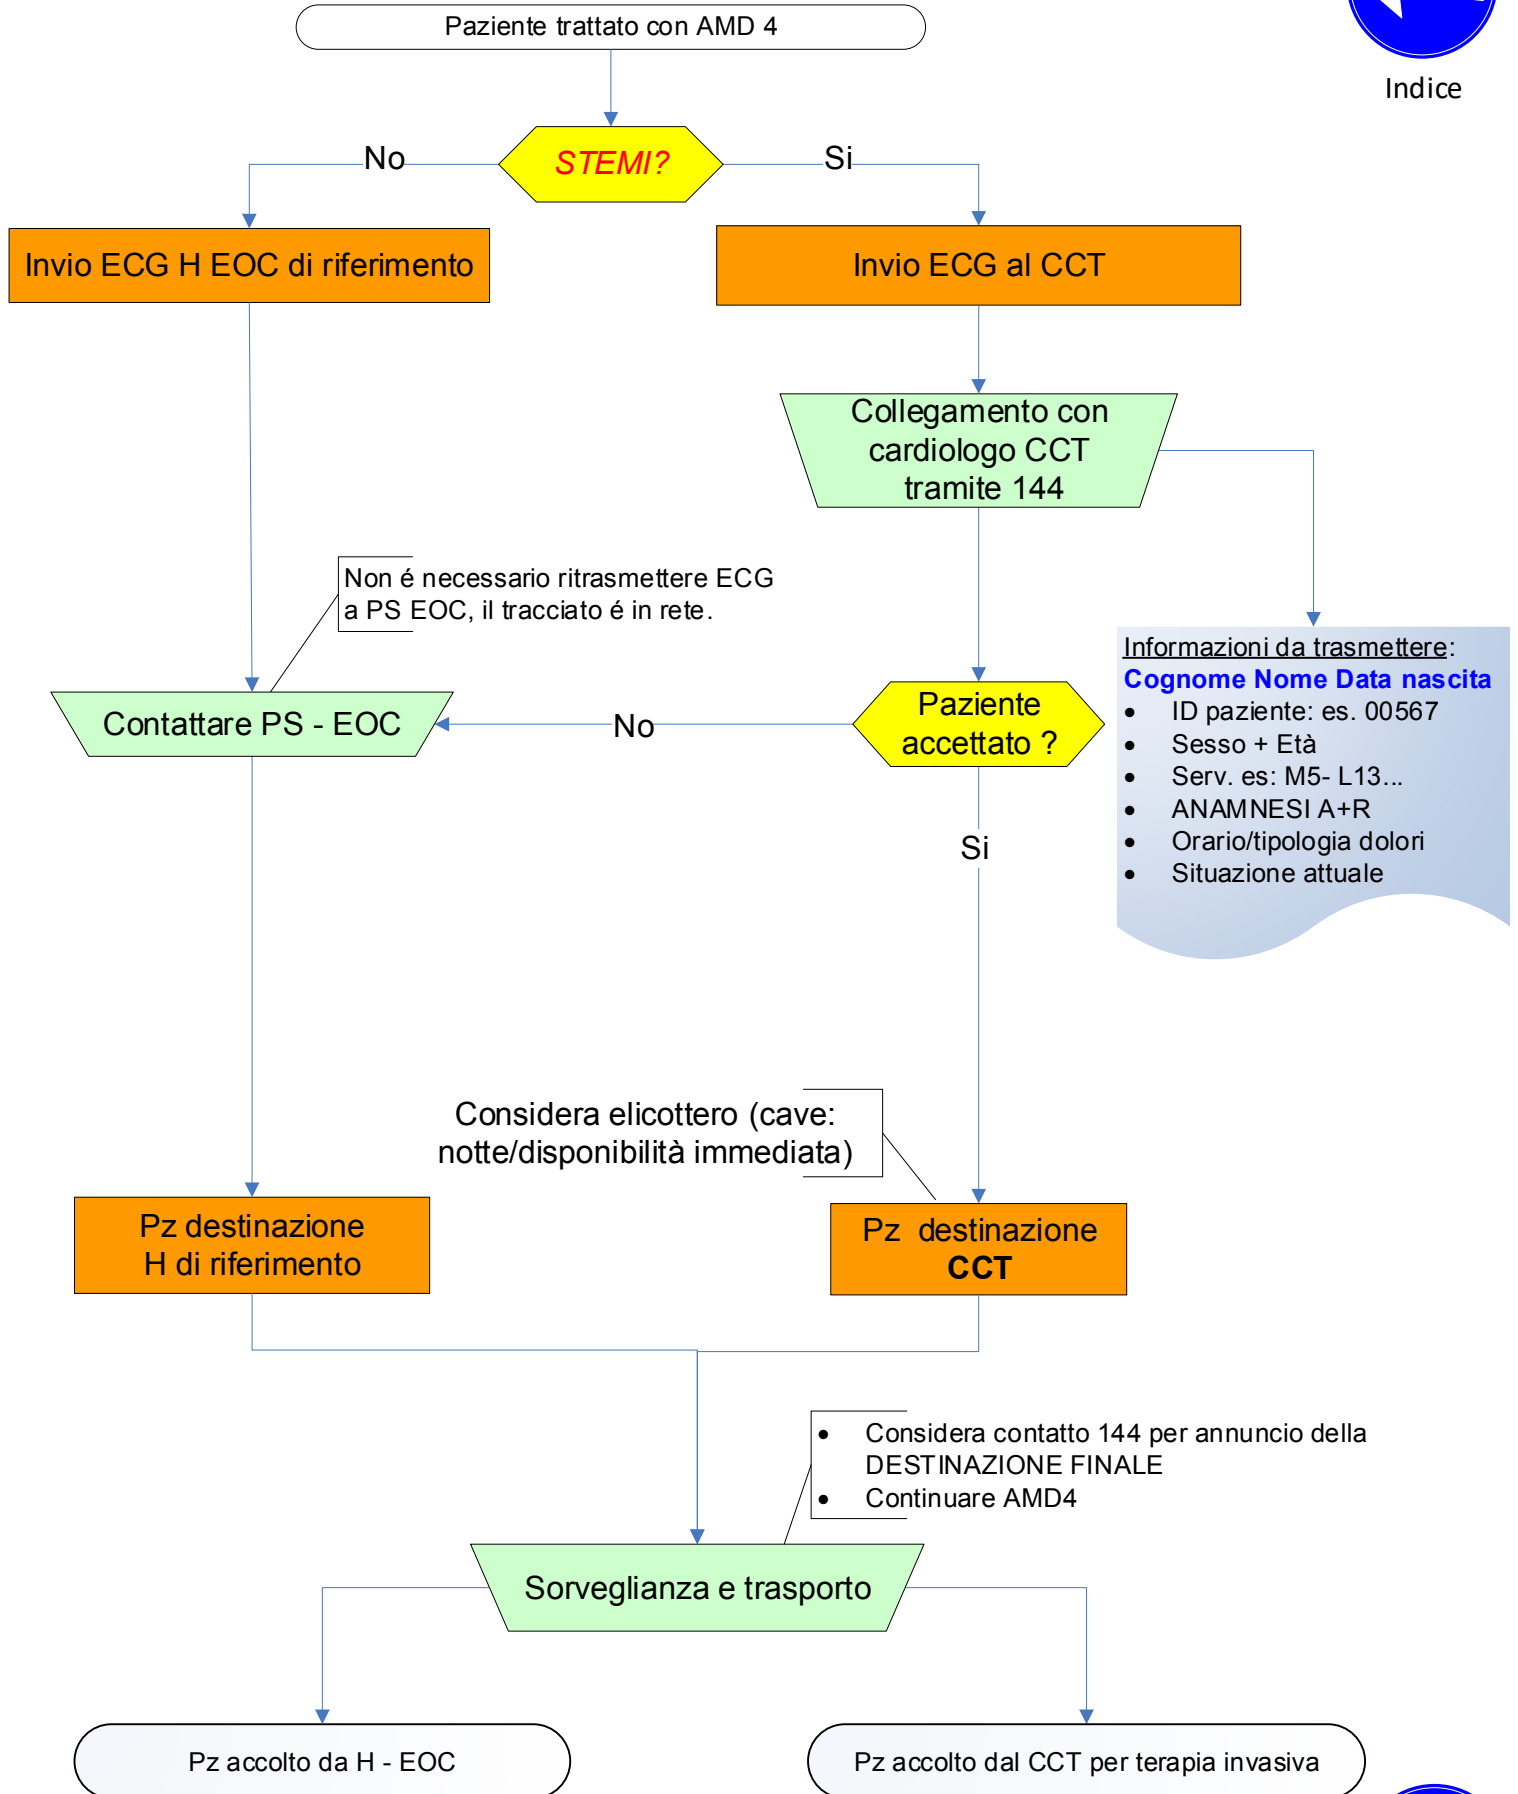 Paziente trattato con AMD 4
Indice
No
STEMI?
Si
Invio ECG H EOC di riferimento
Invio ECG al CCT
Collegamento con
cardiologo CCT
tramite 144
Non é necessario ritrasmettere ECG
a PS EOC, il tracciato é in rete.
Informazioni da trasmettere:
Cognome Nome Data nascita
• ID paziente: es. 00567
• Sesso + Età
• Serv. es: M5- L13...
• ANAMNESI A+R
• Orario/tipologia dolori
• Situazione attuale
Contattare PS - EOC
No
Paziente
accettato ?
Si
Considera elicottero (cave:
notte/disponibilità immediata)
Pz destinazione
H di riferimento
Pz destinazione
CCT
• Considera contatto 144 per annuncio della
DESTINAZIONE FINALE
• Continuare AMD4
Sorveglianza e trasporto
Pz accolto da H - EOC
Pz accolto dal CCT per terapia invasiva